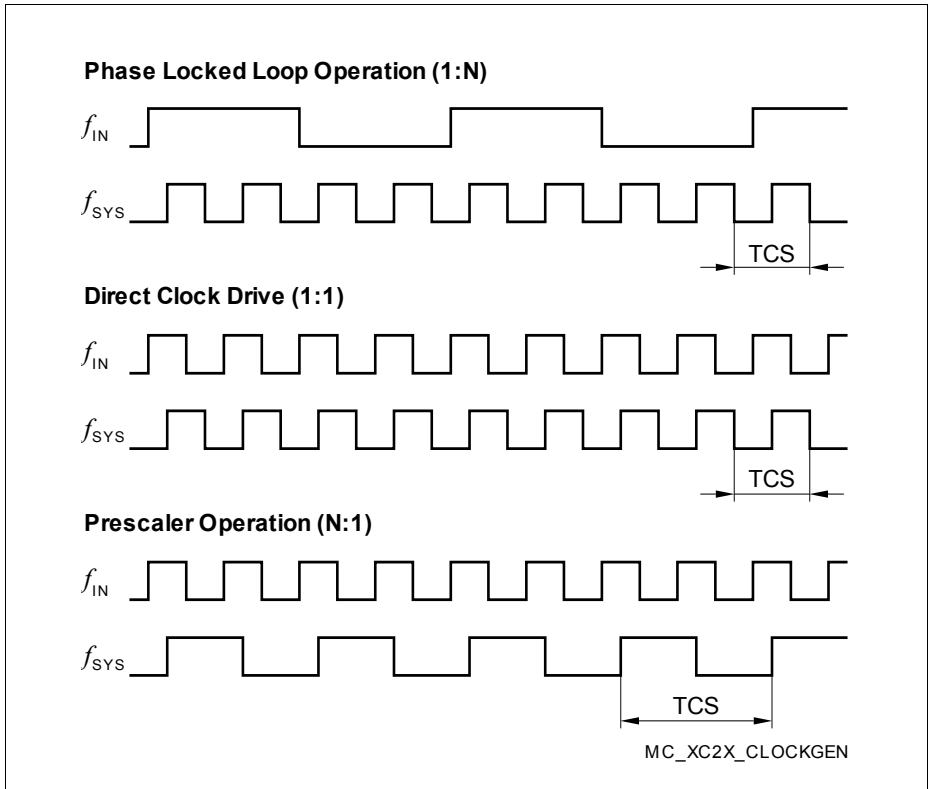 Phase Locked Loop Operation (1:N)
fIN
fSYS
TCS
Direct Clock Drive (1:1)
fIN
fSYS
TCS
Prescaler Operation (N:1)
fIN
fSYS
TCS
MC_XC2X_CLOCKGEN